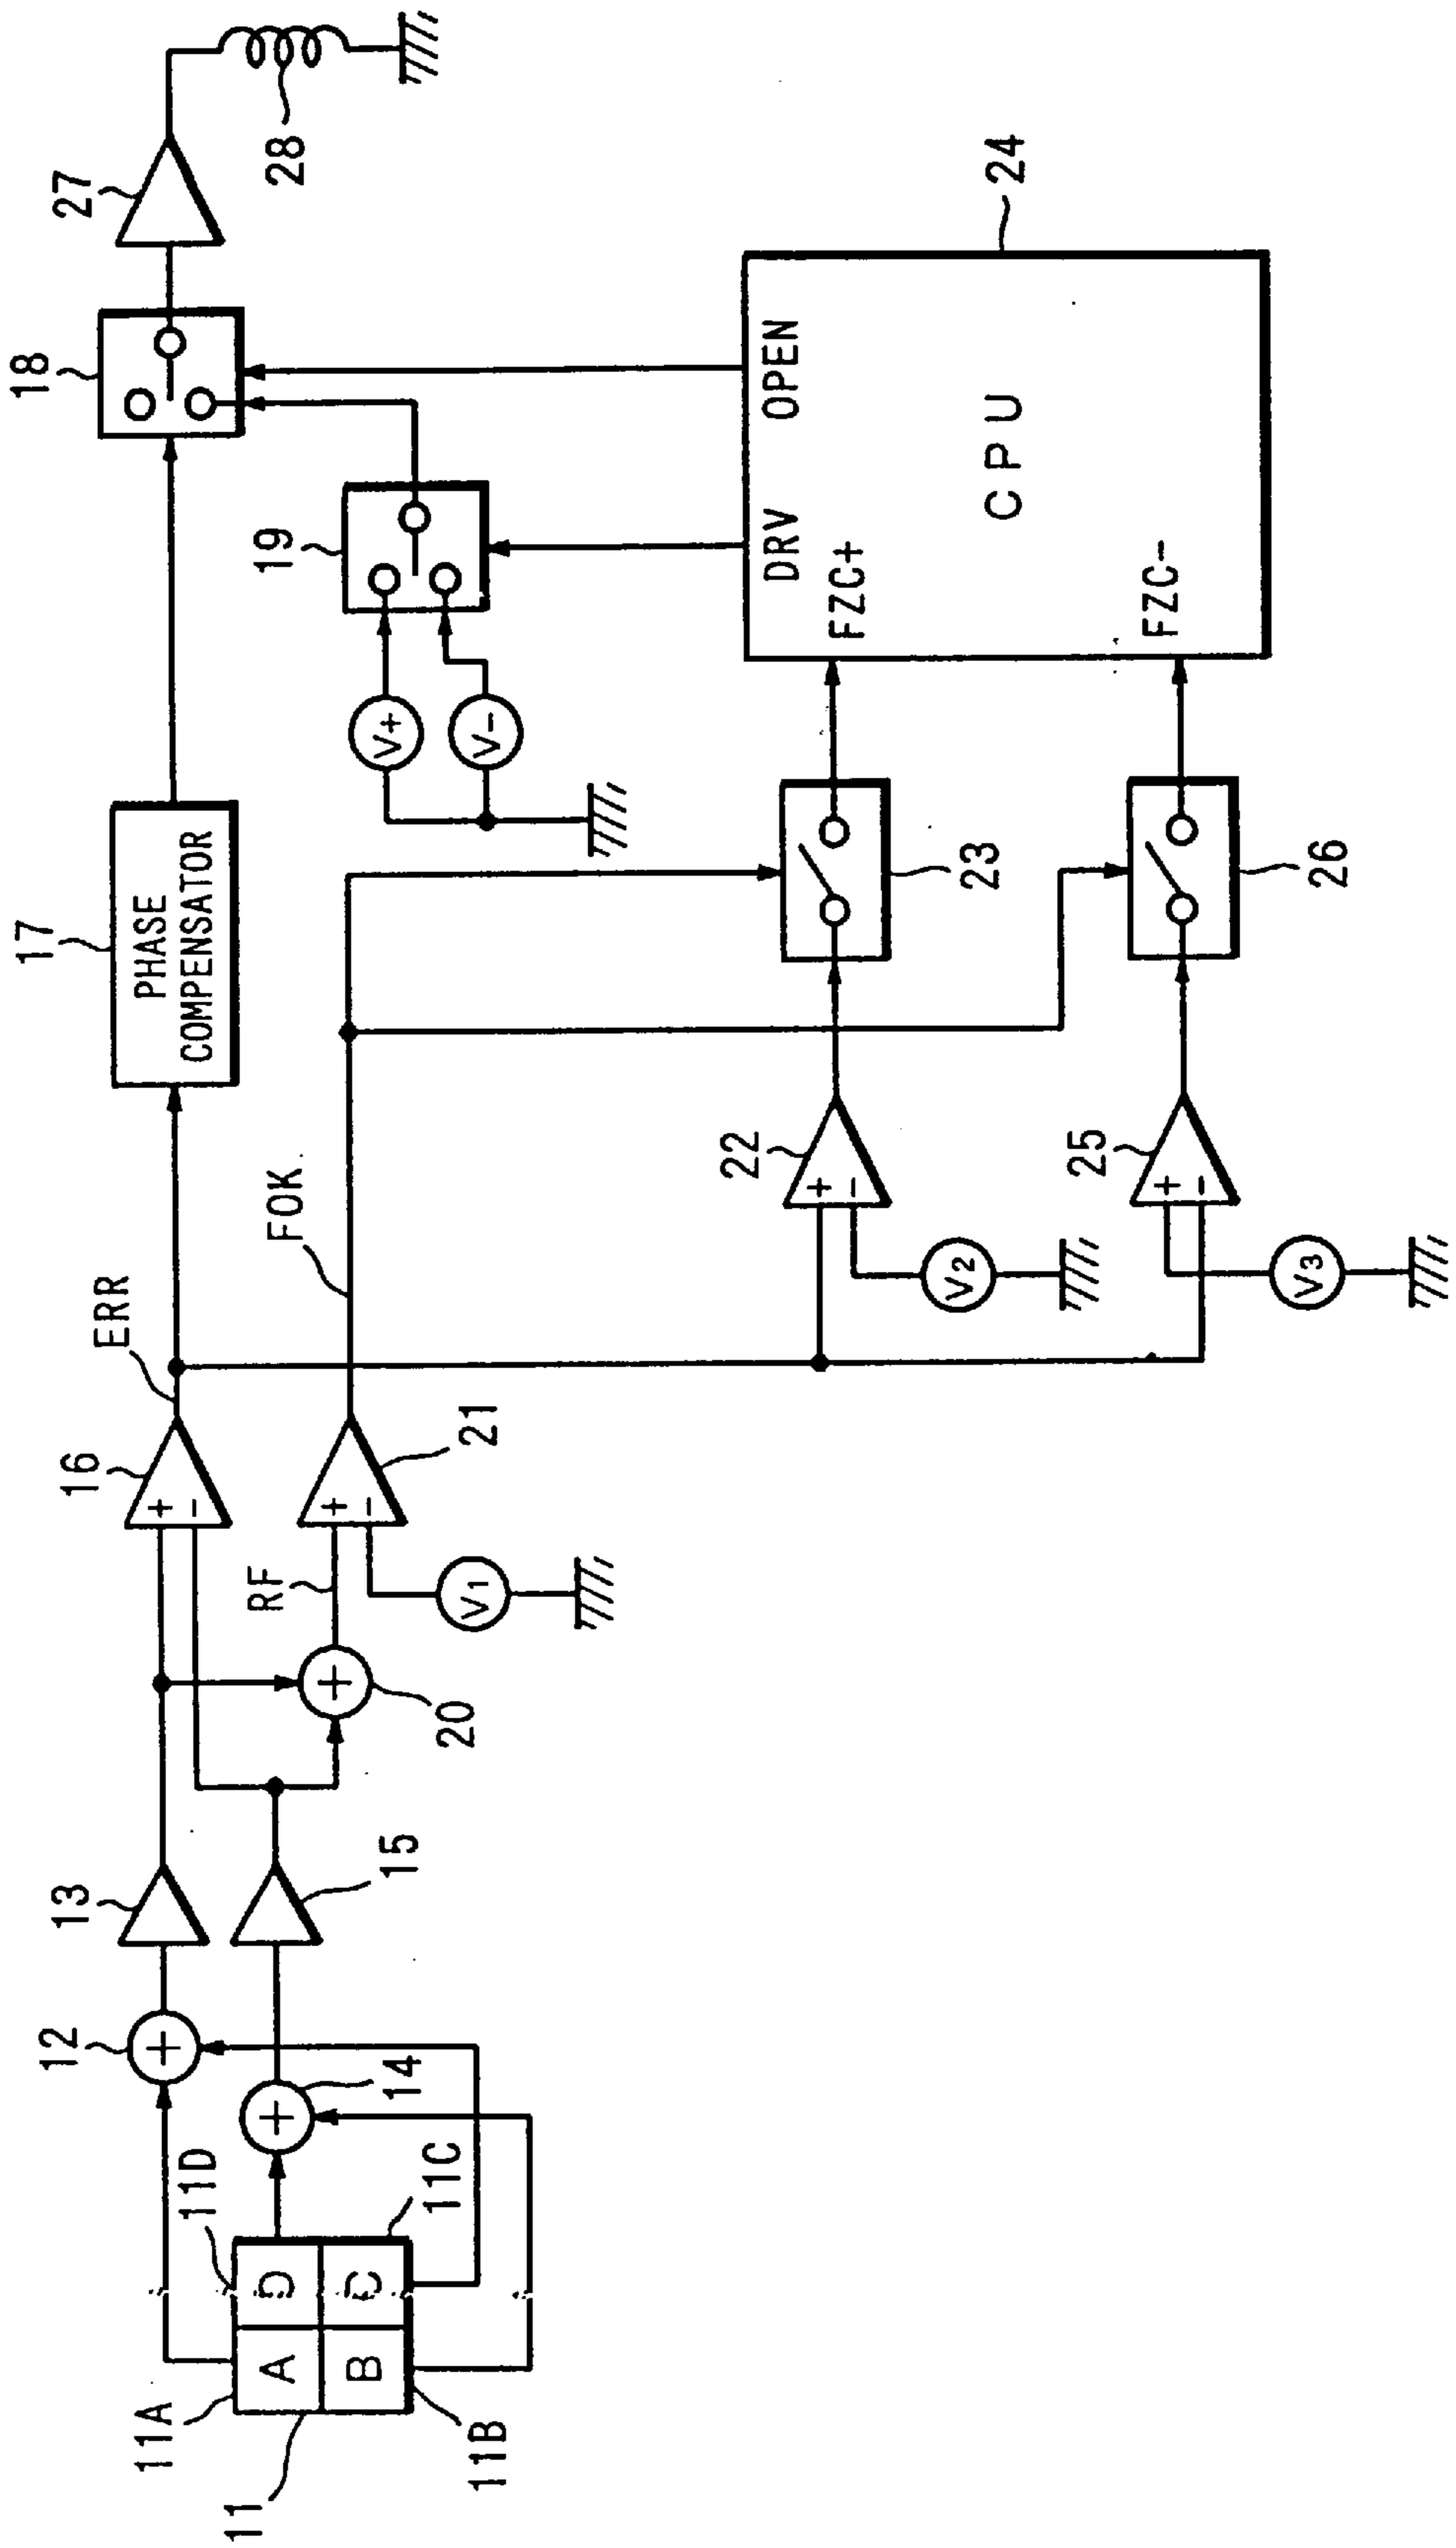 11
11A
11B
11C
11D
A
B
C
D
12
13
14
15
+
+
16
+
-
ERR
20
+
RF
V1
21
+
-
FOK
17
PHASE
COMPENSATOR
22
+
-
V2
25
+
-
V3
23
26
V+
V-
19
18
27
28
24
CPU
DRV
OPEN
FZC+
FZC-